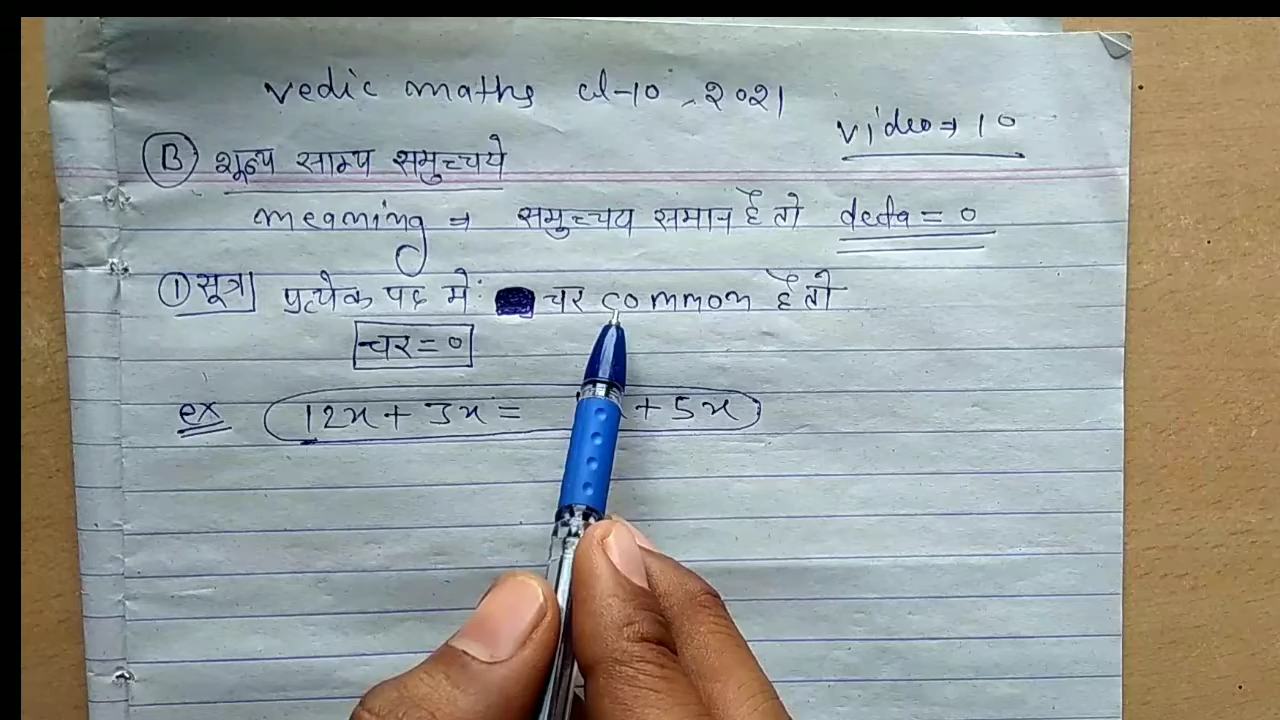 Vedic maths cl-10, 2021
Video ⇒ 10
(B) शून्य साम्य समुच्चये
meaning ⇒ समुच्चय समान है तो = 0
① सूत्र। प्रत्येक पद में चर common है तो
चर = 0
ex 12x + 3x = + 5x